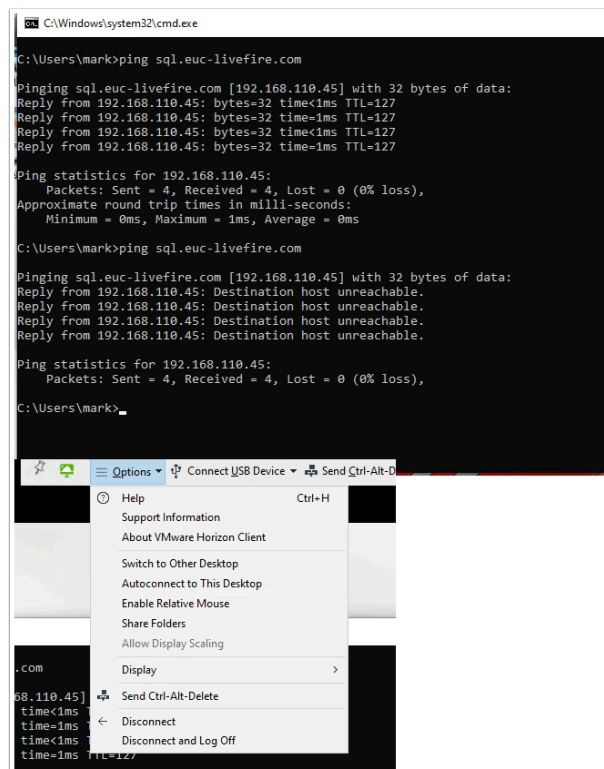 C:\Windows\system32\cmd.exe
C:\Users\mark>ping sql.euc-livefire.com
Pinging sql.euc-livefire.com [192.168.110.45] with 32 bytes of data:
Reply from 192.168.110.45: bytes=32 time<1ms TTL=127
Reply from 192.168.110.45: bytes=32 time=1ms TTL=127
Reply from 192.168.110.45: bytes=32 time<1ms TTL=127
Reply from 192.168.110.45: bytes=32 time=1ms TTL=127
Ping statistics for 192.168.110.45:
Packets: Sent = 4, Received = 4, Lost = 0 (0% loss),
Approximate round trip times in milli-seconds:
Minimum = 0ms, Maximum = 1ms, Average = 0ms
C:\Users\mark>ping sql.euc-livefire.com
Pinging sql.euc-livefire.com [192.168.110.45] with 32 bytes of data:
Reply from 192.168.110.45: Destination host unreachable.
Reply from 192.168.110.45: Destination host unreachable.
Reply from 192.168.110.45: Destination host unreachable.
Reply from 192.168.110.45: Destination host unreachable.
Ping statistics for 192.168.110.45:
Packets: Sent = 4, Received = 4, Lost = 0 (0% loss),
C:\Users\mark>
Options Connect USB Device Send Ctrl-Alt-D
Help Ctrl+H
Support Information
About VMware Horizon Client
Switch to Other Desktop
Autoconnect to This Desktop
Enable Relative Mouse
Share Folders
Allow Display Scaling
.com
Display >
68.110.45] Send Ctrl-Alt-Delete
time<1ms
time=1ms Disconnect
time<1ms Disconnect and Log Off
time=1ms TTL=127